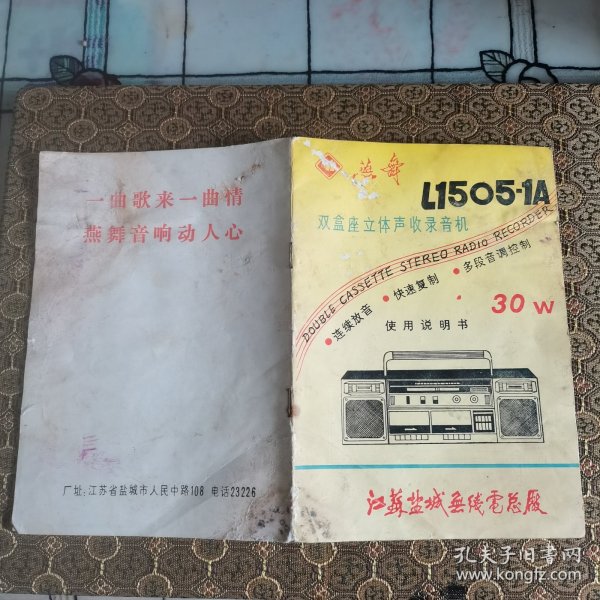 一曲歌来一曲情
燕舞音响动人心
厂址:江苏省盐城市人民中路108 电话23226
燕舞
L1505-1A
双盒座立体声收录音机
DOUBLE CASSETTE STEREO RADIO RECORDER
•连续放音 •快速复制 •多段音调控制
30W
使用说明书
江苏盐城无线电总厂
孔夫子旧书网
www.kongfz.com